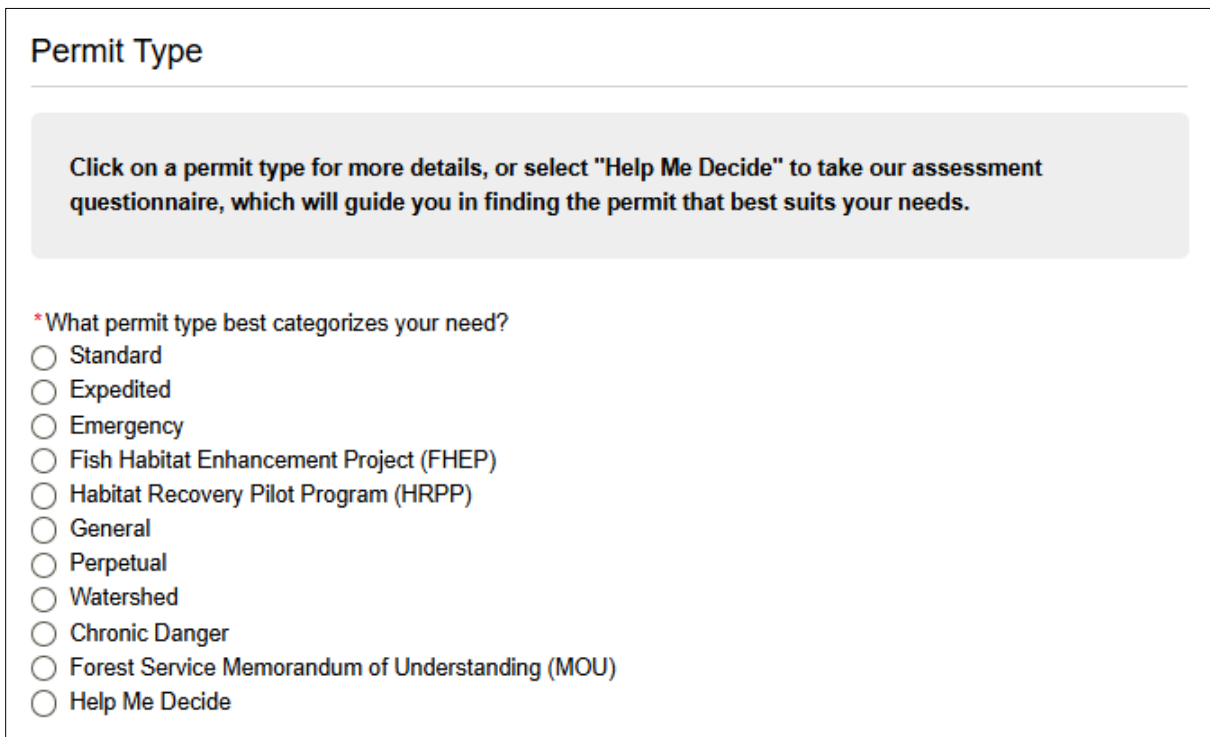 Permit Type
Click on a permit type for more details, or select "Help Me Decide" to take our assessment
questionnaire, which will guide you in finding the permit that best suits your needs.
*What permit type best categorizes your need?
Standard
Expedited
Emergency
Fish Habitat Enhancement Project (FHEP)
Habitat Recovery Pilot Program (HRPP)
General
Perpetual
Watershed
Chronic Danger
Forest Service Memorandum of Understanding (MOU)
Help Me Decide